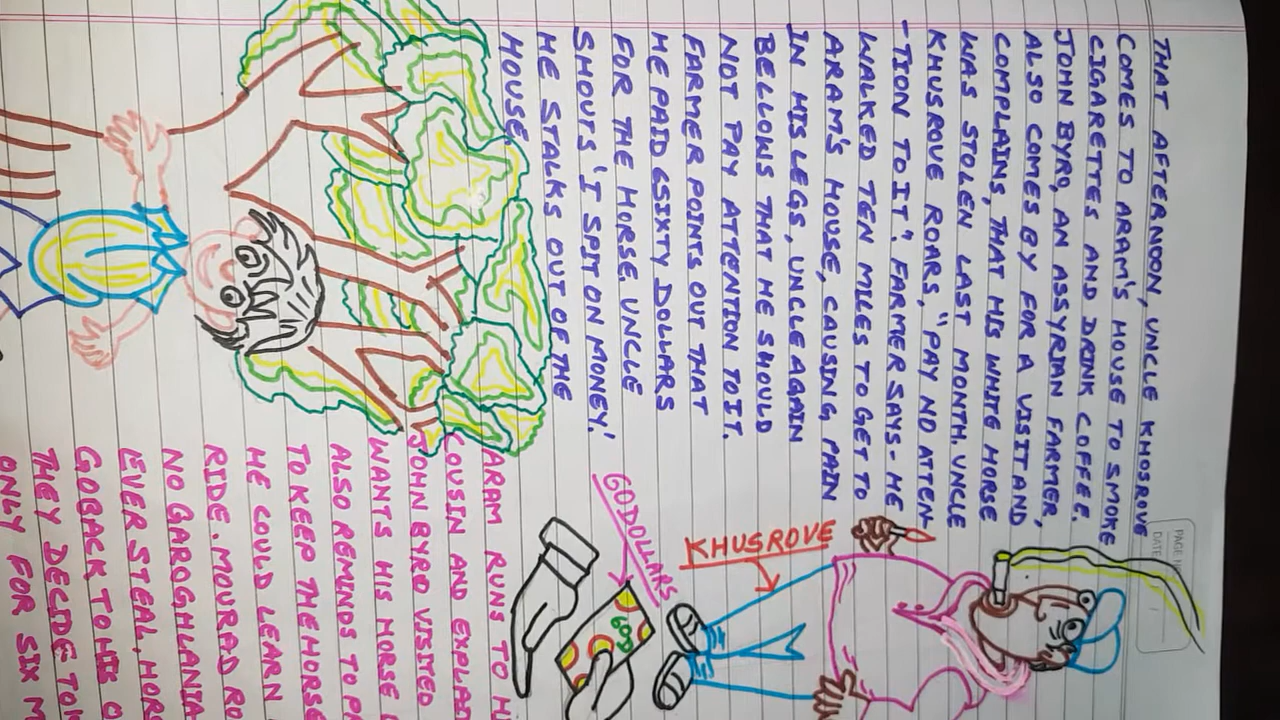 PAGE N
DATE
THAT AFTERNOON, UNCLE KHOSROVE
COMES TO ARAM'S HOUSE TO SMOKE
CIGARETTES AND DRINK COFFEE.
JOHN BYRO, AN ASSYRIAN FARMER,
ALSO COMES BY FOR A VISIT AND
COMPLAINS, THAT HIS WHITE HORSE
WAS STOLEN LAST MONTH. UNCLE
KHUSROVE ROARS, "PAY NO ATTEN-
-TION TO IT". FARMER SAYS - HE
WALKED TEN MILES TO GET TO
ARAM'S HOUSE, CAUSING PAIN
IN HIS LEGS, UNCLE AGAIN
BELLOWS THAT HE SHOULD
NOT PAY ATTENTION TO IT.
FARMER POINTS OUT THAT
HE PAID SIXTY DOLLARS
FOR THE HORSE. UNCLE
SHOUTS 'I SPIT ON MONEY.'
HE STALKS OUT OF THE
HOUSE.
KHUSROVE
60 DOLLARS
60$
ARAM RUNS TO H
COUSIN AND EXPLA
JOHN BYRO VISITED
WANTS HIS HORSE
ALSO REMINDS TO
TO KEEP THE HORSE
HE COULD LEARN
RIDE. MOURAD RO
NO GAROGHLANIA
EVER STEAL, HORS
GO BACK TO
THEY DECIDE TO
ONLY FOR SIX M